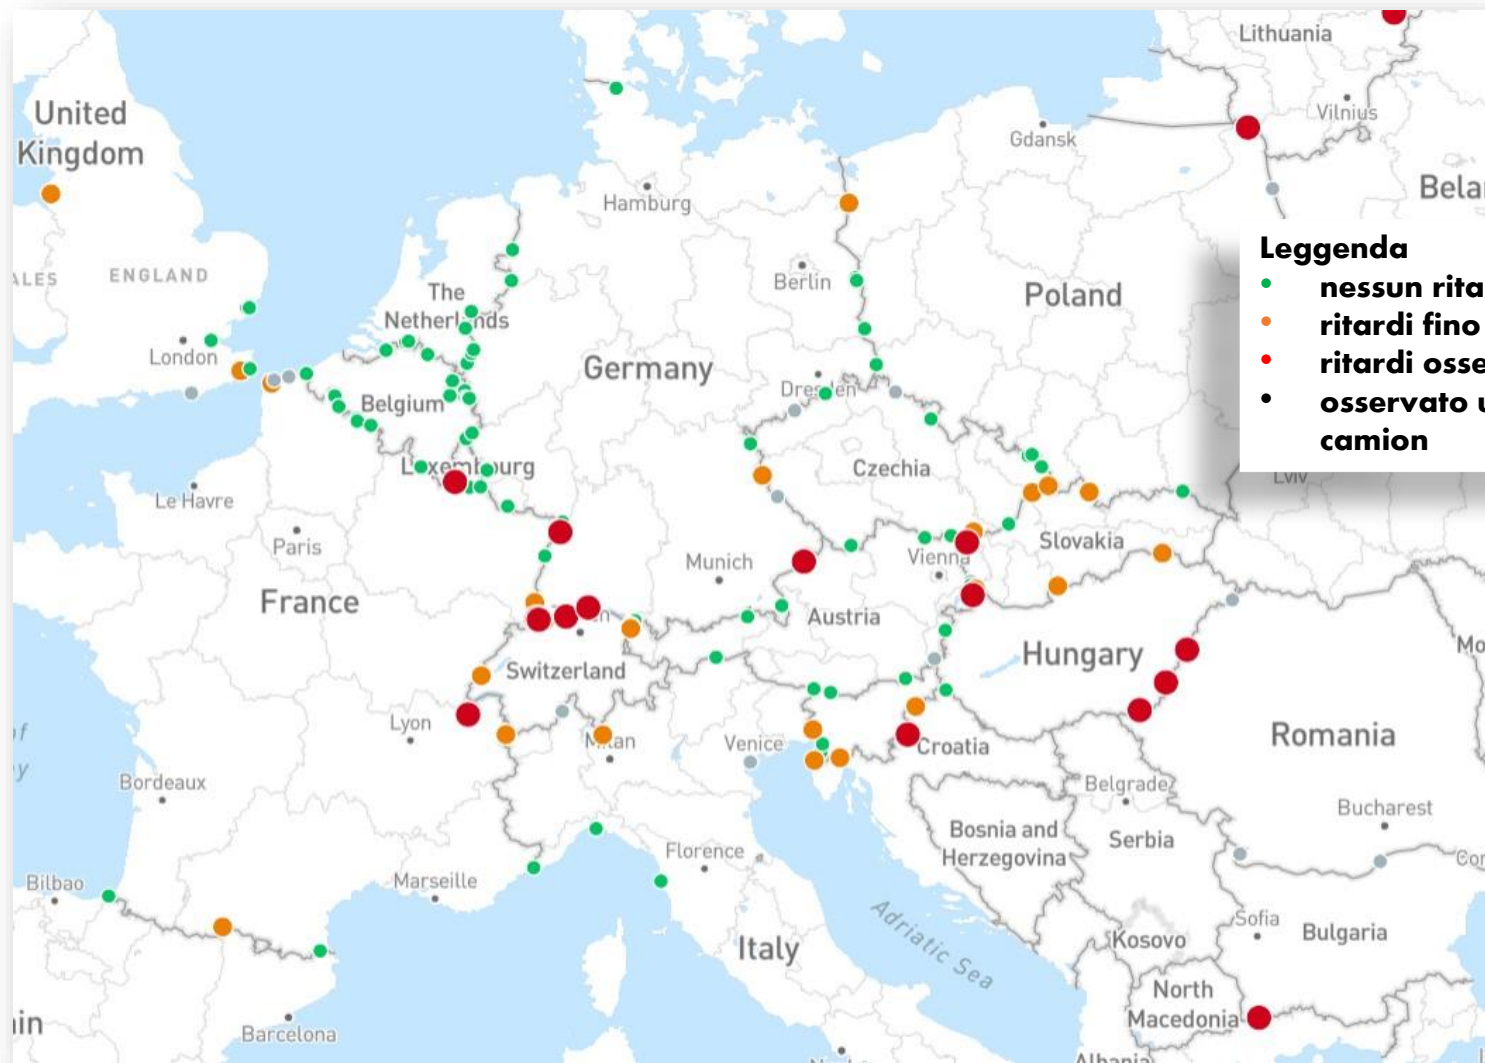 Lithuania
United
Kingdom
Vilnius
Gdansk
Hamburg
ENGLAND
Berlin
The
Netherlands
Poland
London
Germany
Dresden
Belgium
Leggenda
nessun rita
ritardi fino
ritardi osse
osservato u
camion
Luxembourg
Czechia
Le Havre
Lviv
Paris
Munich
Vienna
Slovakia
France
Austria
Switzerland
Hungary
Lyon
Milan
Venice
Croatia
Romania
Bordeaux
Belgrade
Bucharest
Bosnia and
Herzegovina
Serbia
Florence
Bilbao
Marseille
Adriatic Sea
Sofia
Kosovo
Bulgaria
Italy
North
Macedonia
Barcelona
Albania